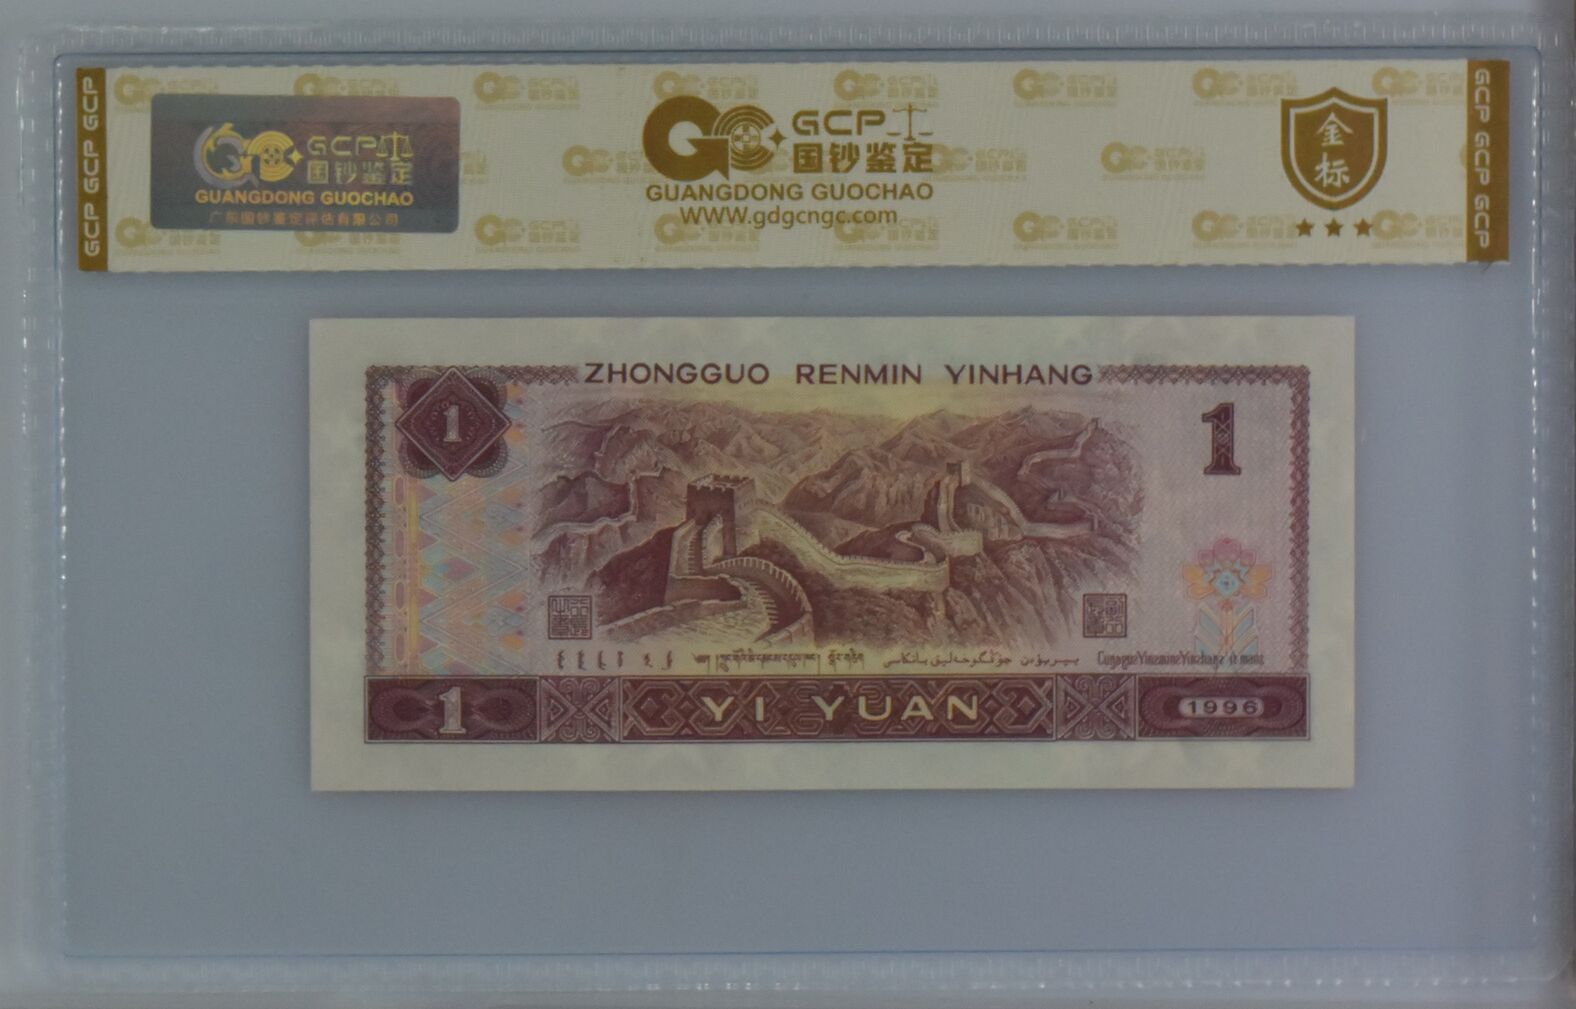 GCP GCP GCP
GCP
国钞鉴定
GUANGDONG GUOCHAO
广东国钞鉴定评估有限公司
GCP
国钞鉴定
GUANGDONG GUOCHAO
WWW.gdgcngc.com
金
标
GCP GCP GCP
ZHONGGUO RENMIN YINHANG
1
1
1
YI YUAN
1996